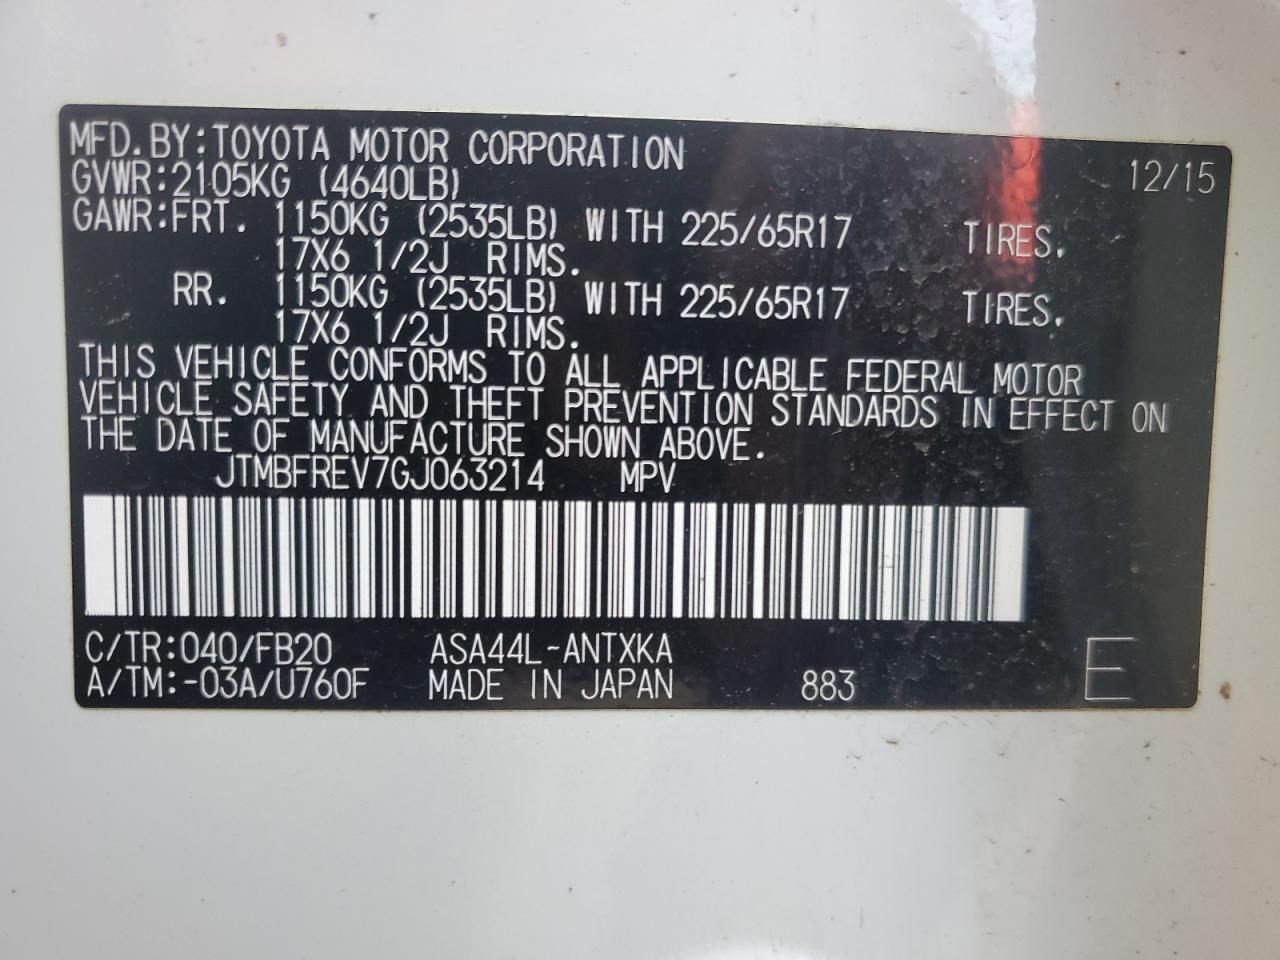 MFD.BY:TOYOTA MOTOR CORPORATION 12/15
GVWR:2105KG (4640LB)
GAWR:FRT. 1150KG (2535LB) WITH 225/65R17 TIRES.
17X6 1/2J RIMS.
RR. 1150KG (2535LB) WITH 225/65R17 TIRES.
17X6 1/2J RIMS.
THIS VEHICLE CONFORMS TO ALL APPLICABLE FEDERAL MOTOR
VEHICLE SAFETY AND THEFT PREVENTION STANDARDS IN EFFECT ON
THE DATE OF MANUFACTURE SHOWN ABOVE.
JTMBFREV7GJ063214 MPV
C/TR:040/FB20 ASA44L-ANTXKA
A/TM:-03A/U760F MADE IN JAPAN 883 E